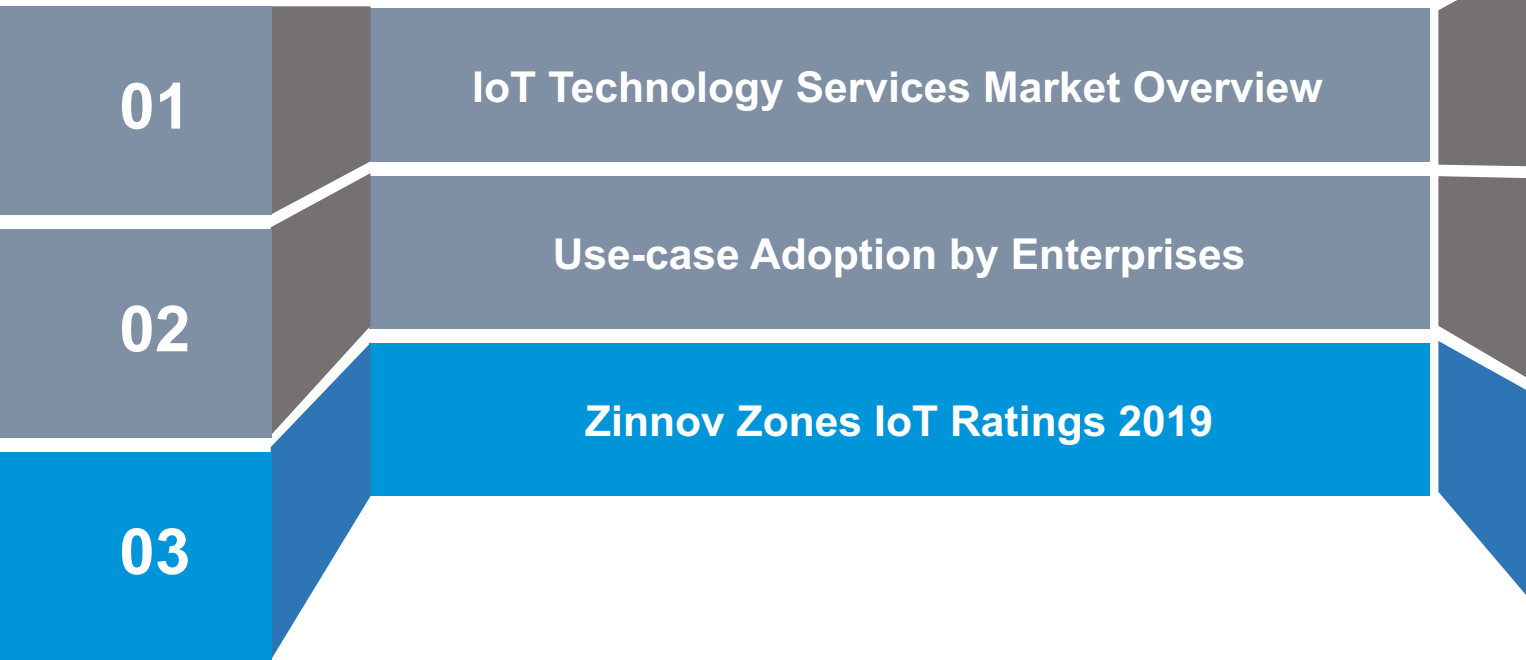 01
IoT Technology Services Market Overview
02
Use-case Adoption by Enterprises
03
Zinnov Zones IoT Ratings 2019